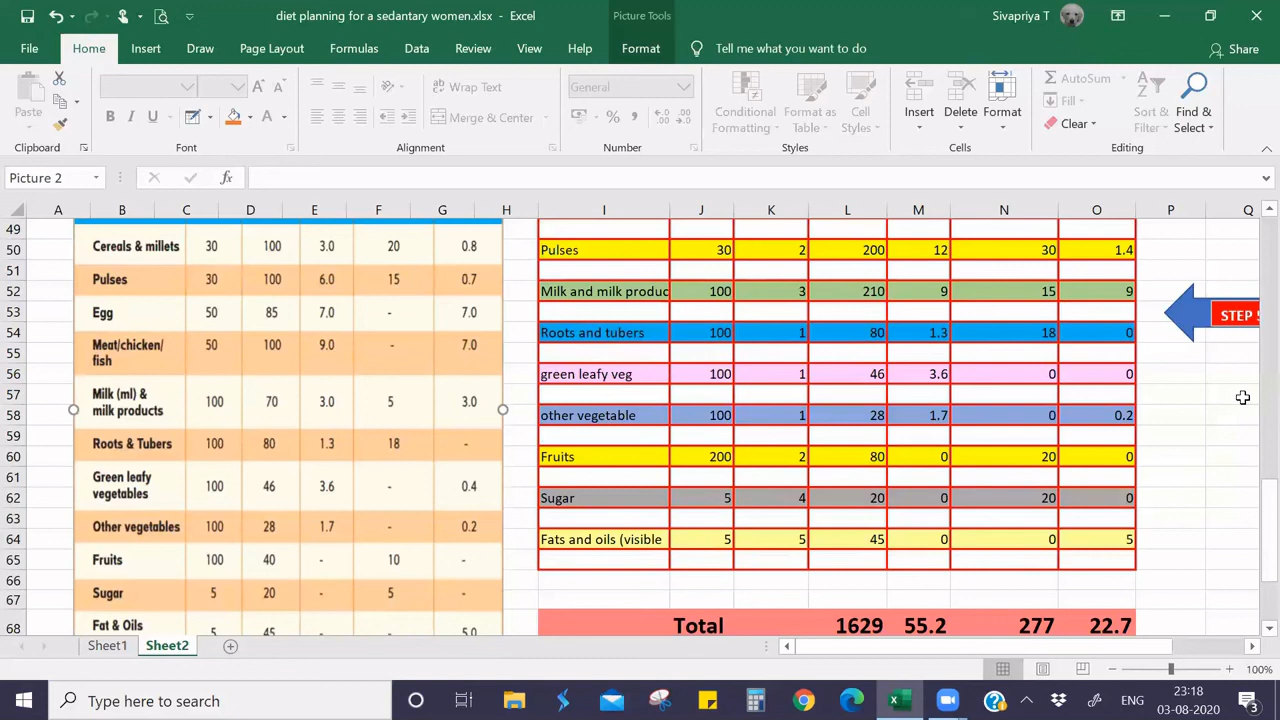 diet planning for a sedantary women.xlsx - Excel
Picture Tools
Sivapriya T
File Home Insert Draw Page Layout Formulas Data Review View Help Format Tell me what you want to do Share
Paste
B I U A
ab Wrap Text
Merge & Center
General
% ,
Conditional Formatting
Format as Table
Cell Styles
Insert
Delete
Format
AutoSum
Fill
Clear
Sort & Filter
Find & Select
Clipboard Font Alignment Number Styles Cells Editing
Picture 2 fx
A B C D E F G H I J K L M N O P Q
49
50
51
52
53
54
55
56
57
58
59
60
61
62
63
64
65
66
67
68
Cereals & millets 30 100 3.0 20 0.8
Pulses 30 100 6.0 15 0.7
Egg 50 85 7.0 - 7.0
Meat/chicken/
fish 50 100 9.0 - 7.0
Milk (ml) &
milk products 100 70 3.0 5 3.0
Roots & Tubers 100 80 1.3 18 -
Green leafy
vegetables 100 46 3.6 - 0.4
Other vegetables 100 28 1.7 - 0.2
Fruits 100 40 - 10 -
Sugar 5 20 - 5 -
Fat & Oils 5 45 - - 5.0
Pulses 30 2 200 12 30 1.4
Milk and milk produc 100 3 210 9 15 9
Roots and tubers 100 1 80 1.3 18 0
green leafy veg 100 1 46 3.6 0 0
other vegetable 100 1 28 1.7 0 0.2
Fruits 200 2 80 0 20 0
Sugar 5 4 20 0 20 0
Fats and oils (visible 5 5 45 0 0 5
Total 1629 55.2 277 22.7
STEP 5
Sheet1 Sheet2
100%
Type here to search
ENG
23:18
03-08-2020
3